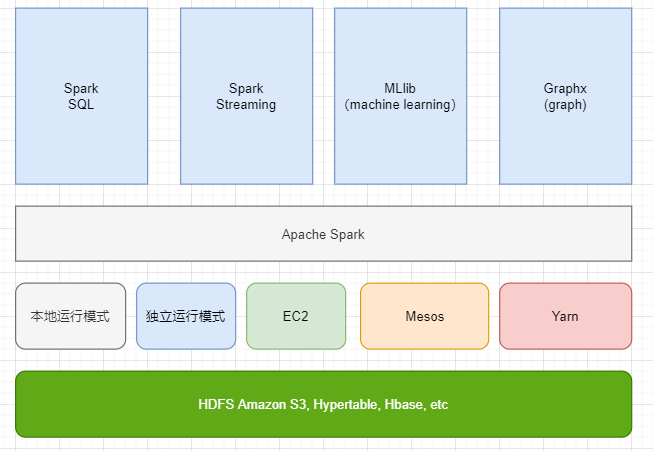 Spark
SQL
Spark
Streaming
MLlib
（machine learning）
Graphx
(graph)
Apache Spark
本地运行模式
独立运行模式
EC2
Mesos
Yarn
HDFS Amazon S3, Hypertable, Hbase, etc